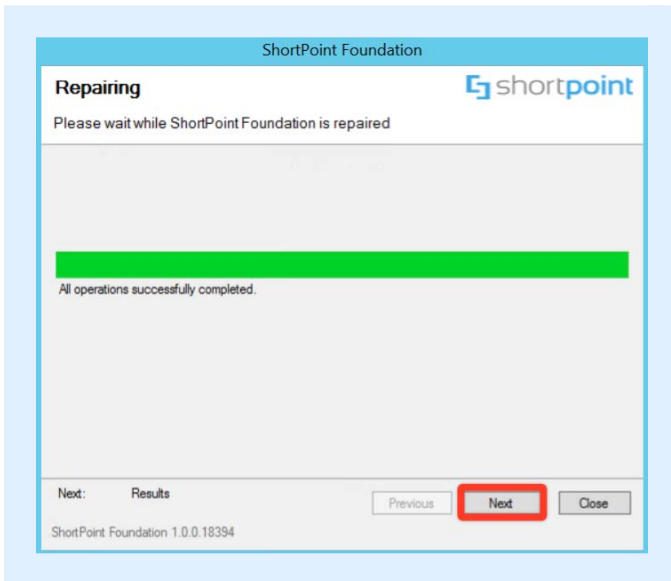 ShortPoint Foundation
Repairing
shortpoint
Please wait while ShortPoint Foundation is repaired
All operations successfully completed.
Next: Results
Previous Next Close
ShortPoint Foundation 1.0.0.18394